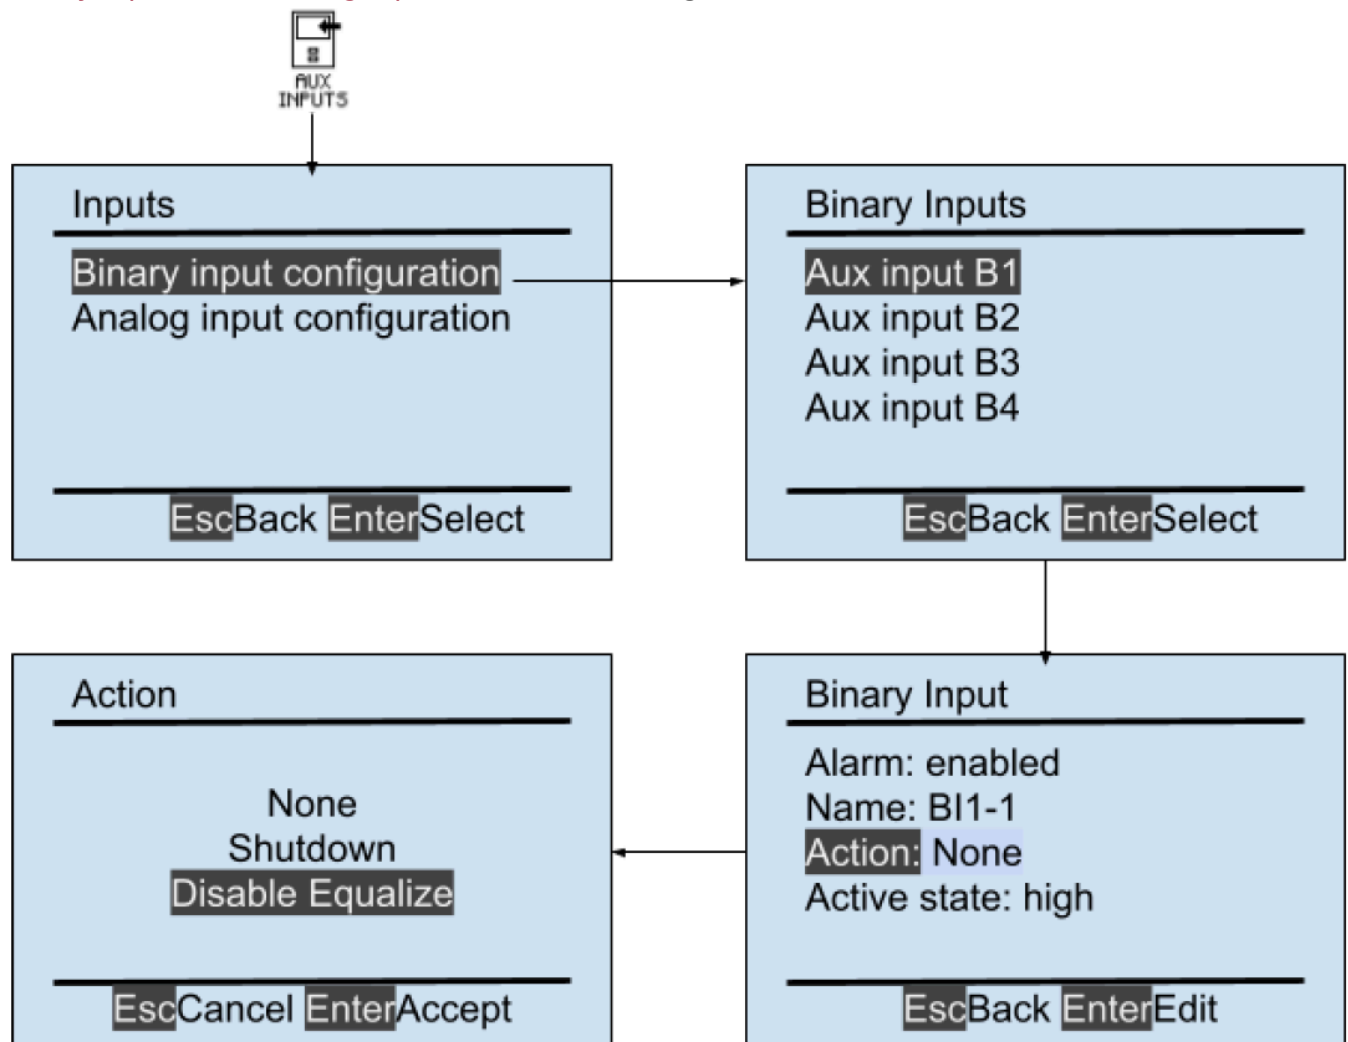 AUX
INPUTS
Inputs
Binary input configuration
Analog input configuration
EscBack EnterSelect
Binary Inputs
Aux input B1
Aux input B2
Aux input B3
Aux input B4
EscBack EnterSelect
Action
None
Shutdown
Disable Equalize
EscCancel EnterAccept
Binary Input
Alarm: enabled
Name: BI1-1
Action: None
Active state: high
EscBack EnterEdit